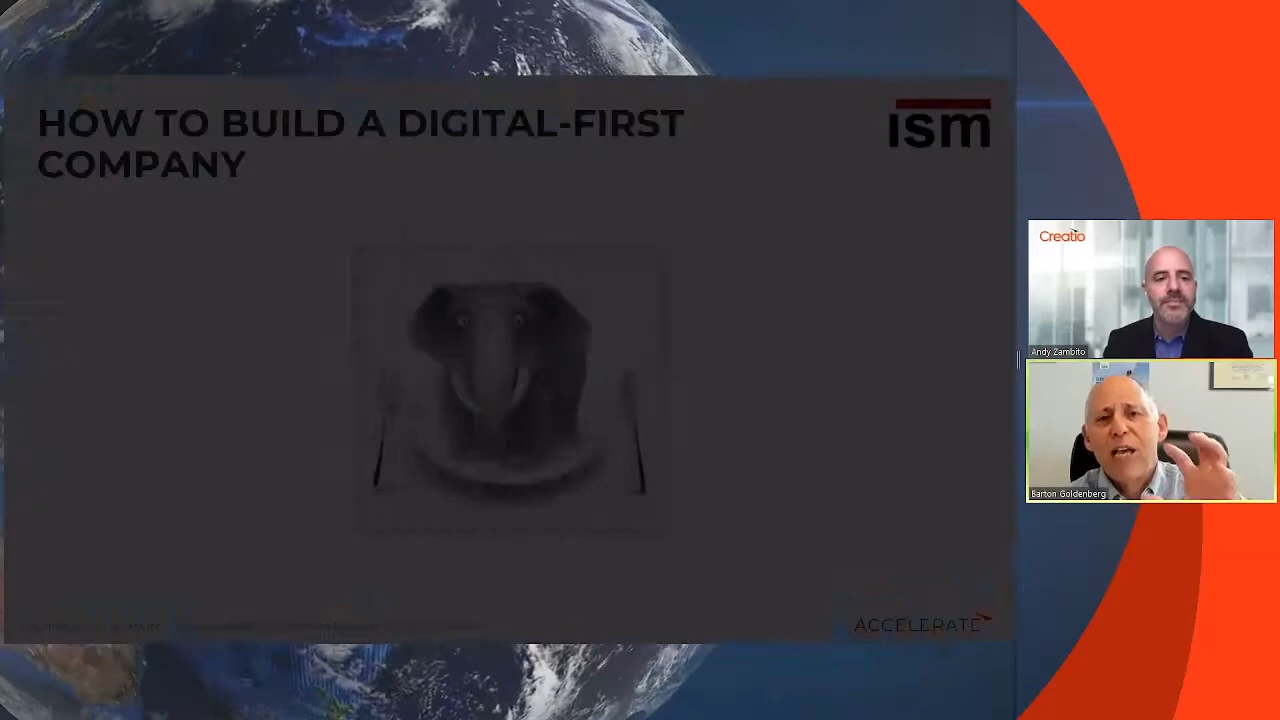 HOW TO BUILD A DIGITAL-FIRST
COMPANY
ism
Creatio
Andy Zambito
Barton Goldenberg
ACCELERATE